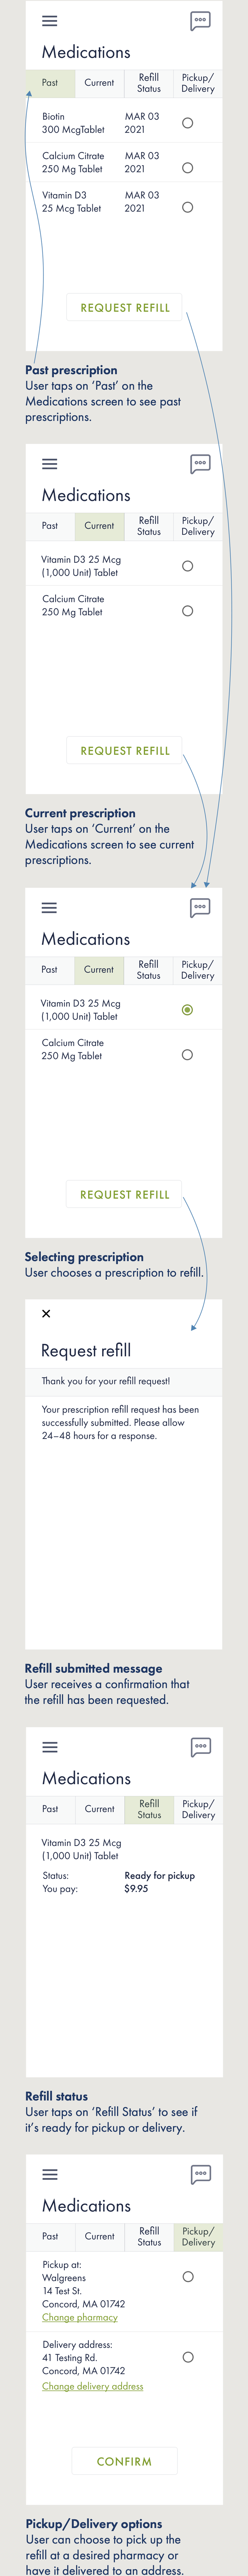 Medications
Past Current Refill Status Pickup/ Delivery
Biotin MAR 03
300 McgTablet 2021
Calcium Citrate MAR 03
250 Mg Tablet 2021
Vitamin D3 MAR 03
25 Mcg Tablet 2021
REQUEST REFILL
Past prescription
User taps on ‘Past’ on the
Medications screen to see past
prescriptions.
Medications
Past Current Refill Status Pickup/ Delivery
Vitamin D3 25 Mcg
(1,000 Unit) Tablet
Calcium Citrate
250 Mg Tablet
REQUEST REFILL
Current prescription
User taps on ‘Current’ on the
Medications screen to see current
prescriptions.
Medications
Past Current Refill Status Pickup/ Delivery
Vitamin D3 25 Mcg
(1,000 Unit) Tablet
Calcium Citrate
250 Mg Tablet
REQUEST REFILL
Selecting prescription
User chooses a prescription to refill.
Request refill
Thank you for your refill request!
Your prescription refill request has been
successfully submitted. Please allow
24–48 hours for a response.
Refill submitted message
User receives a confirmation that
the refill has been requested.
Medications
Past Current Refill Status Pickup/ Delivery
Vitamin D3 25 Mcg
(1,000 Unit) Tablet
Status: Ready for pickup
You pay: $9.95
Refill status
User taps on ‘Refill Status’ to see if
it’s ready for pickup or delivery.
Medications
Past Current Refill Status Pickup/ Delivery
Pickup at:
Walgreens
14 Test St.
Concord, MA 01742
Change pharmacy
Delivery address:
41 Testing Rd.
Concord, MA 01742
Change delivery address
CONFIRM
Pickup/Delivery options
User can choose to pick up the
refill at a desired pharmacy or
have it delivered to an address.